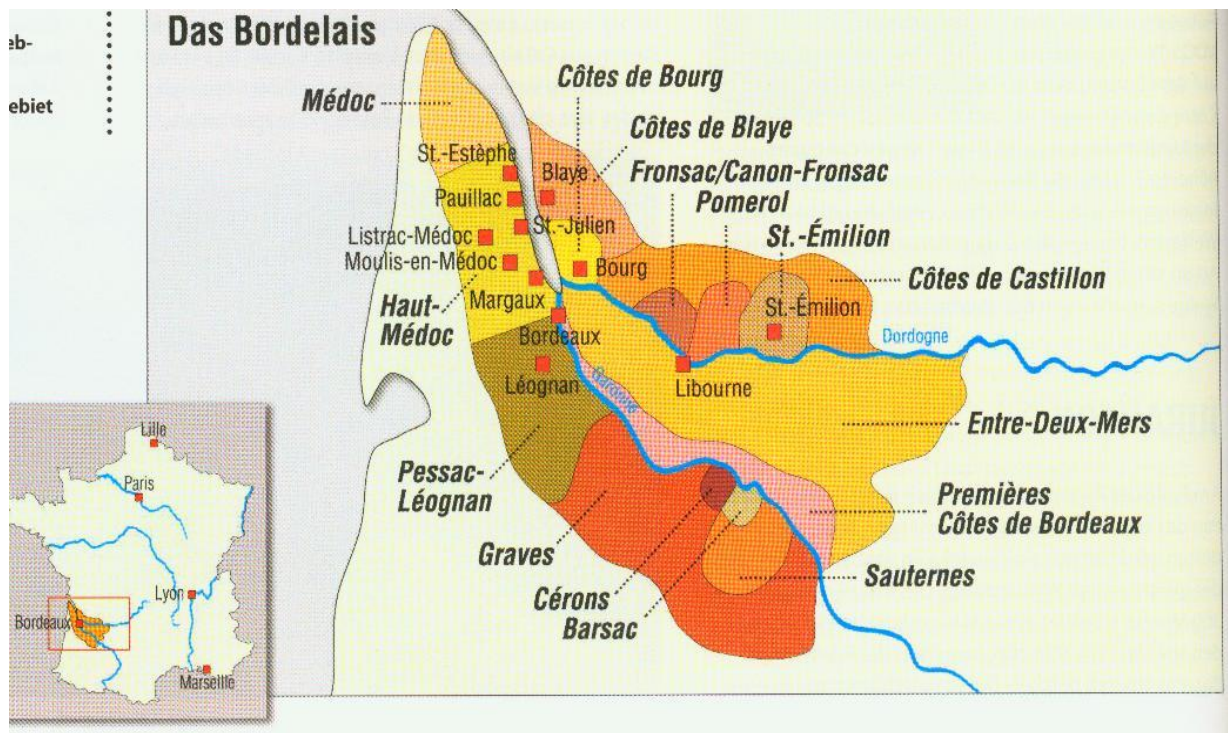 eb-
ebiet
Das Bordelais
Médoc
Côtes de Bourg
Côtes de Blaye
Fronsac/Canon-Fronsac
Pomerol
St.-Émilion
Côtes de Castillon
St.-Estèphe
Blaye
Pauillac
St.-Julien
Listrac-Médoc
Moulis-en-Médoc
Bourg
Margaux
Haut-
Médoc
St.-Émilion
Bordeaux
Dordogne
Léognan
Garonne
Libourne
Entre-Deux-Mers
Pessac-
Léognan
Premières
Côtes de Bordeaux
Graves
Sauternes
Cérons
Barsac
Lille
Paris
Lyon
Bordeaux
Marseille